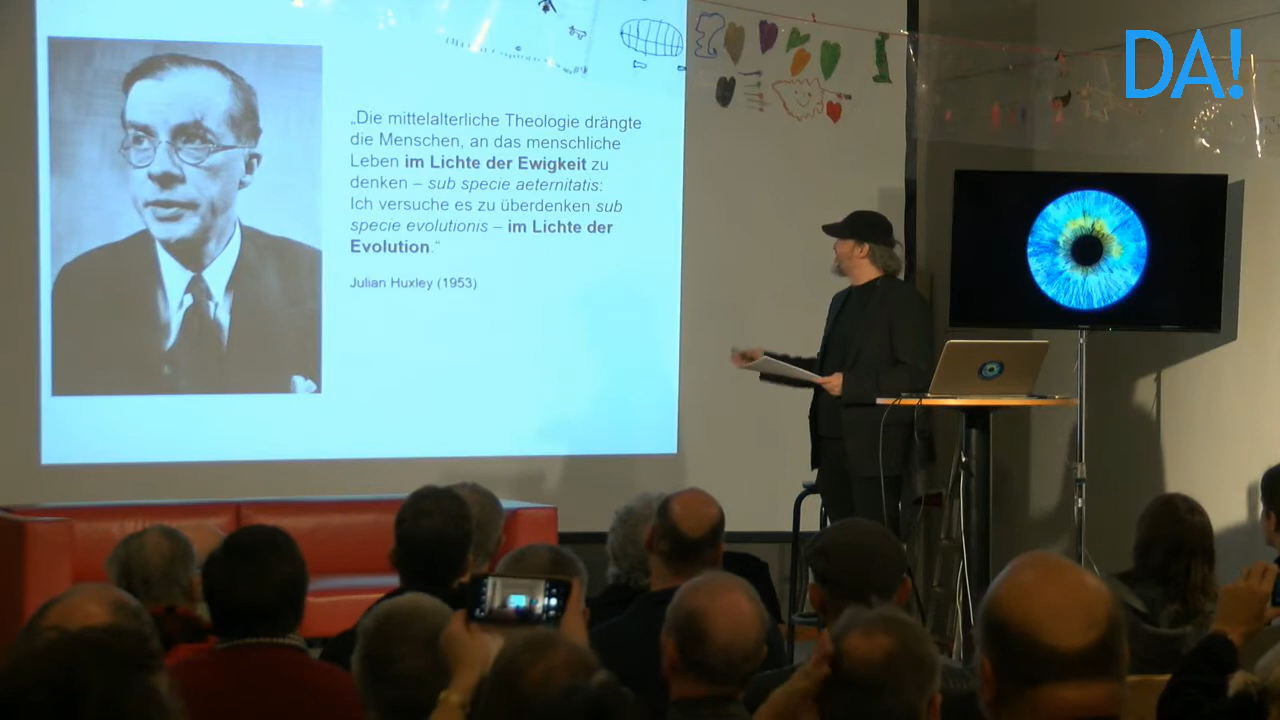 DA!
„Die mittelalterliche Theologie drängte
die Menschen, an das menschliche
Leben im Lichte der Ewigkeit zu
denken – sub specie aeternitatis:
Ich versuche es zu überdenken sub
specie evolutionis – im Lichte der
Evolution.“
Julian Huxley (1953)